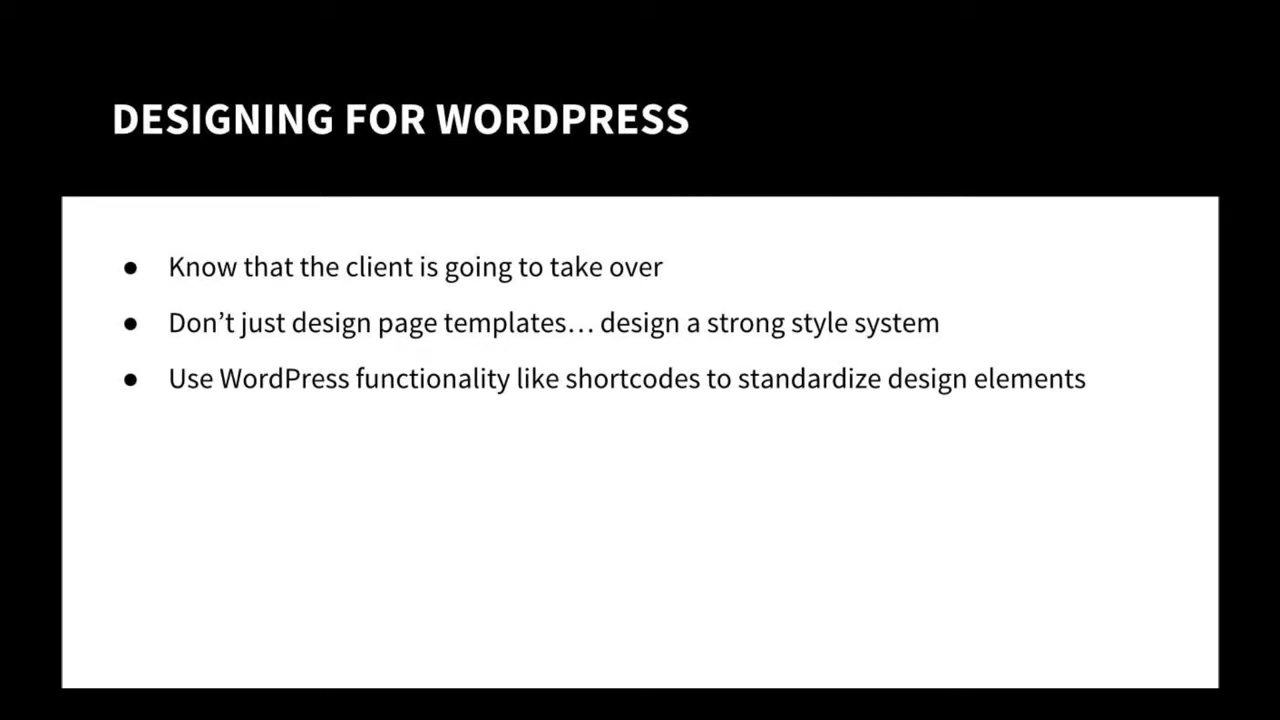 DESIGNING FOR WORDPRESS
● Know that the client is going to take over
● Don’t just design page templates… design a strong style system
● Use WordPress functionality like shortcodes to standardize design elements